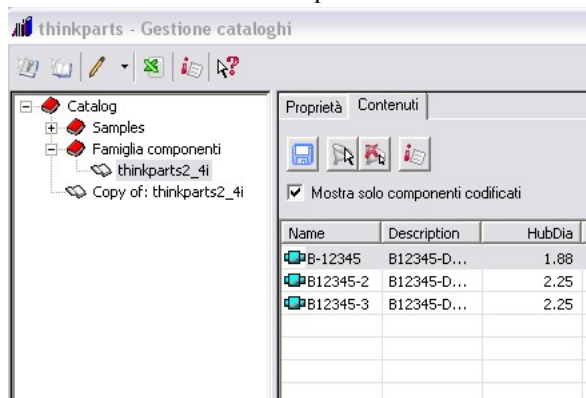 thinkparts - Gestione cataloghi
Catalog
Samples
Famiglia componenti
thinkparts2_4i
Copy of: thinkparts2_4i
Proprietà Contenuti
Mostra solo componenti codificati
Name Description HubDia
B-12345 B12345-D... 1.88
B12345-2 B12345-D... 2.25
B12345-3 B12345-D... 2.25